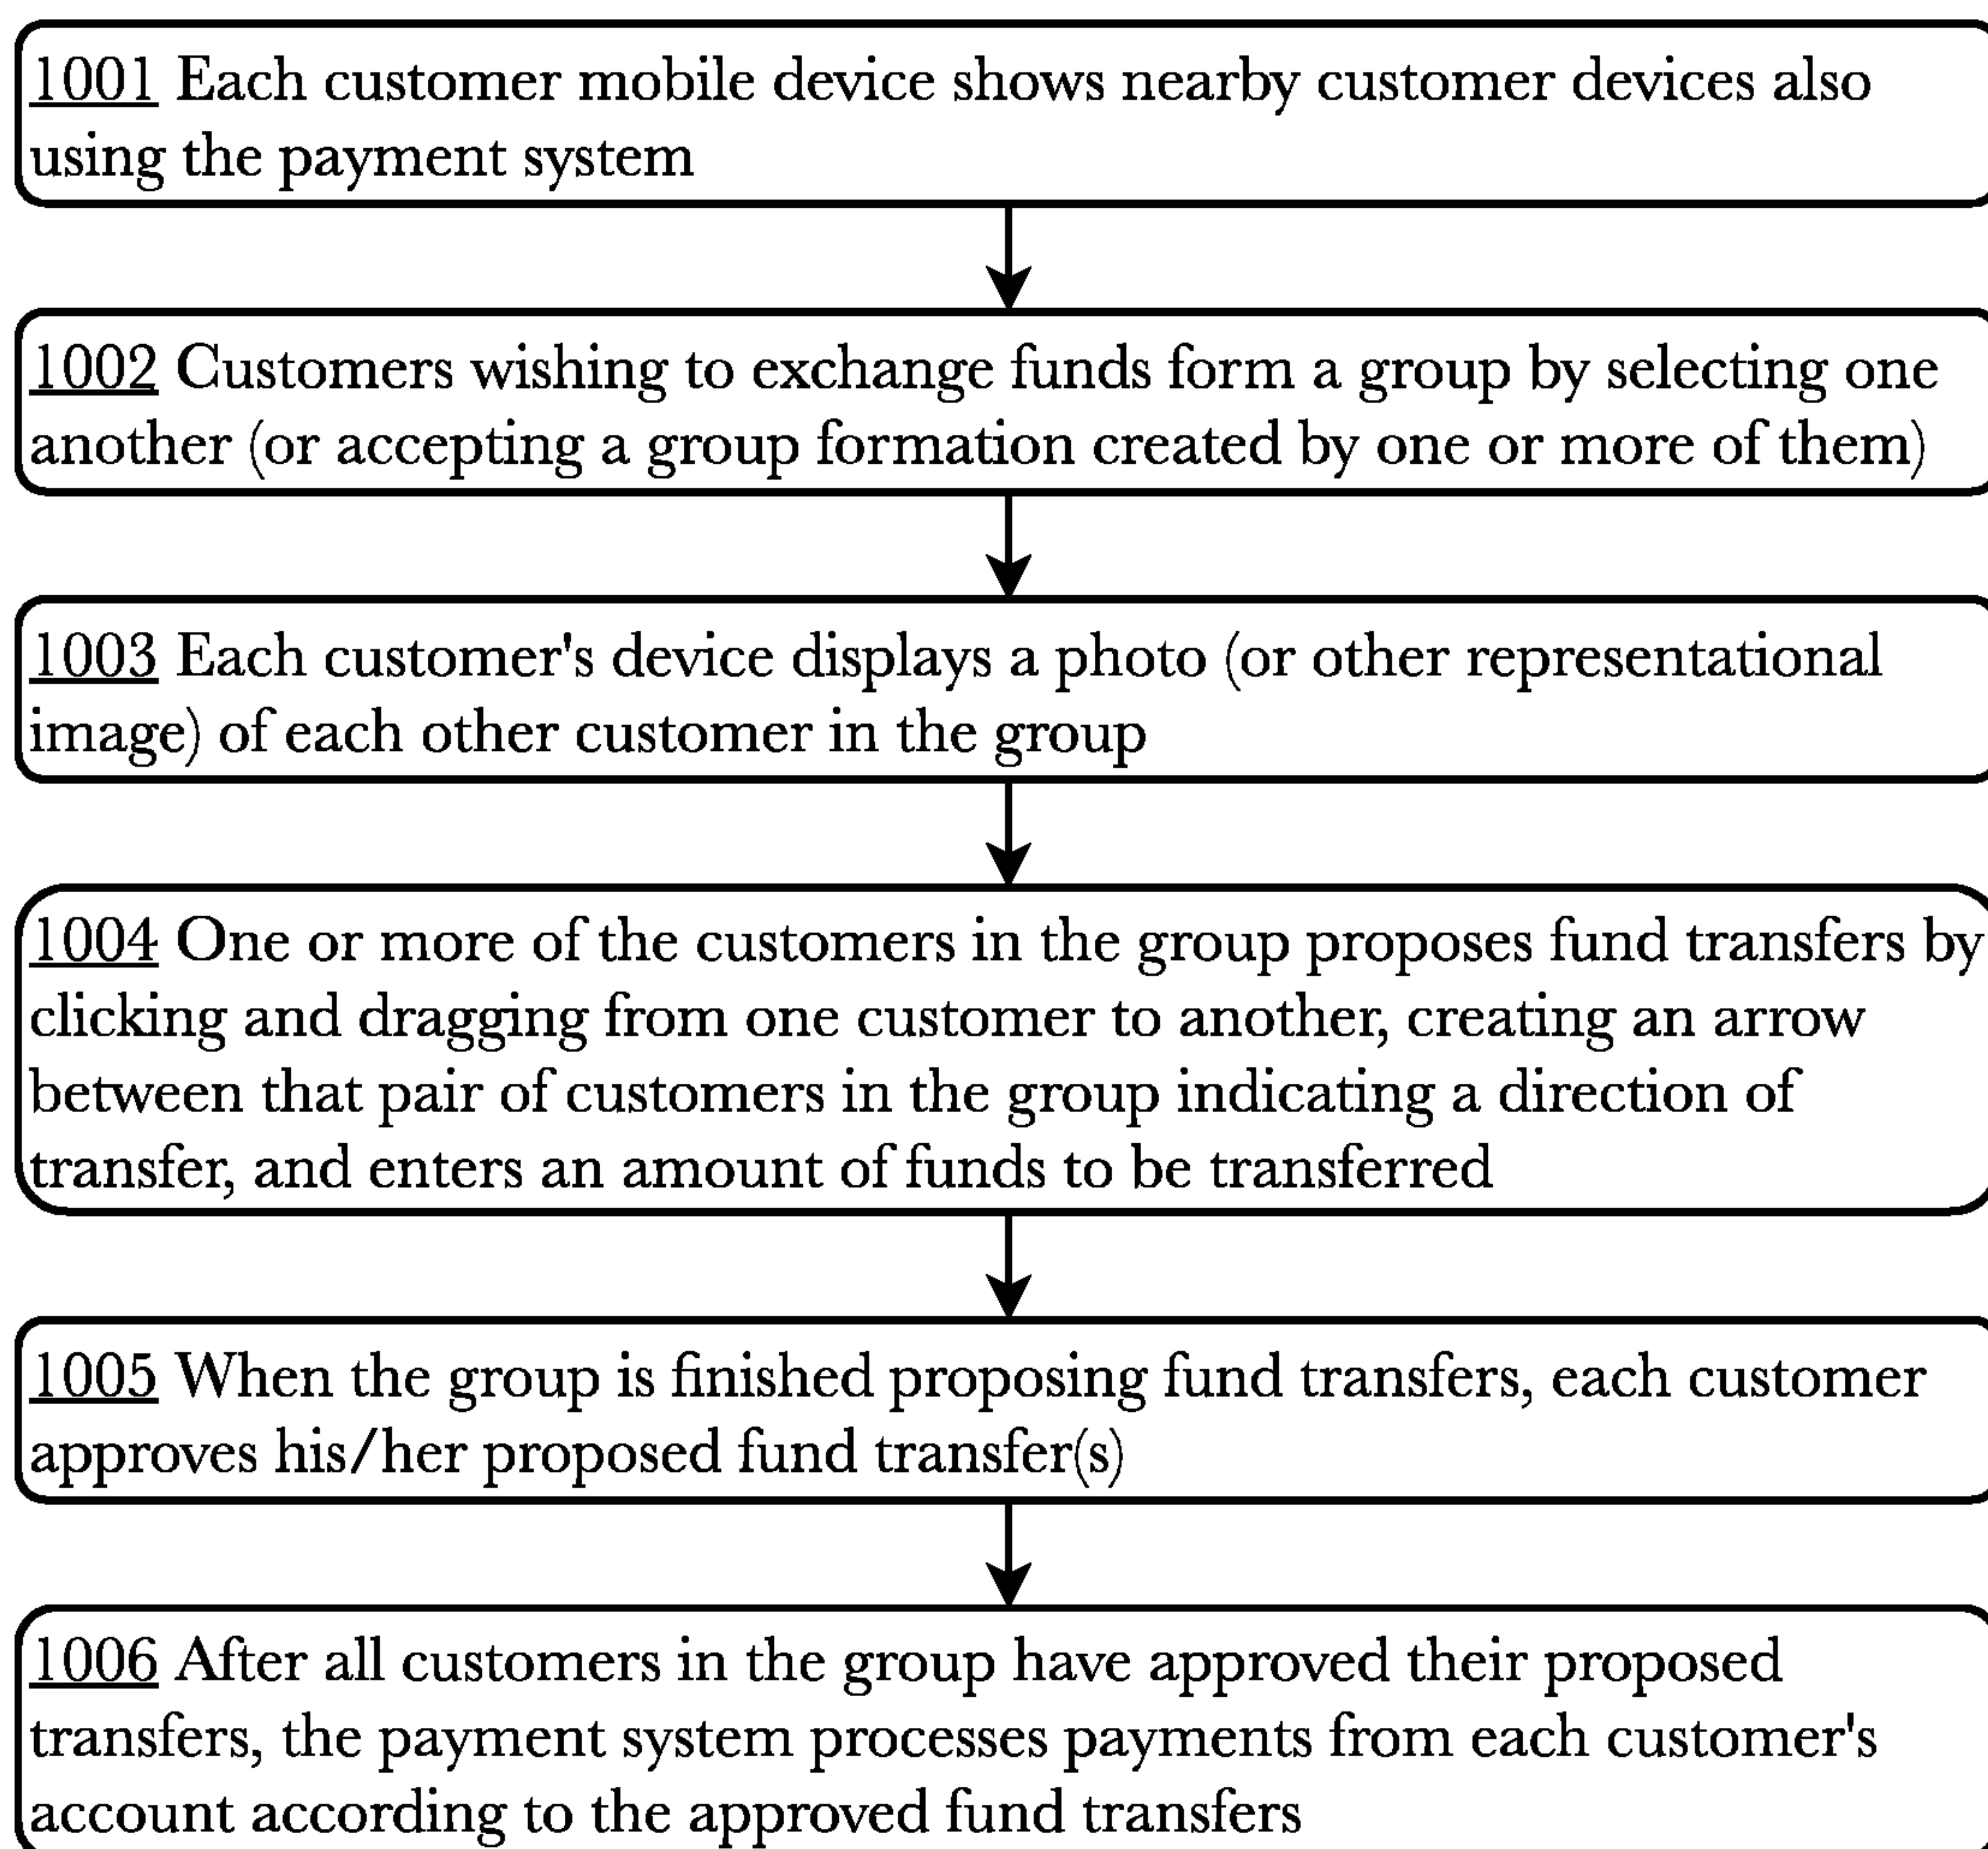 1001 Each customer mobile device shows nearby customer devices also
using the payment system
1002 Customers wishing to exchange funds form a group by selecting one
another (or accepting a group formation created by one or more of them)
1003 Each customer's device displays a photo (or other representational
image) of each other customer in the group
1004 One or more of the customers in the group proposes fund transfers by
clicking and dragging from one customer to another, creating an arrow
between that pair of customers in the group indicating a direction of
transfer, and enters an amount of funds to be transferred
1005 When the group is finished proposing fund transfers, each customer
approves his/her proposed fund transfer(s)
1006 After all customers in the group have approved their proposed
transfers, the payment system processes payments from each customer's
account according to the approved fund transfers